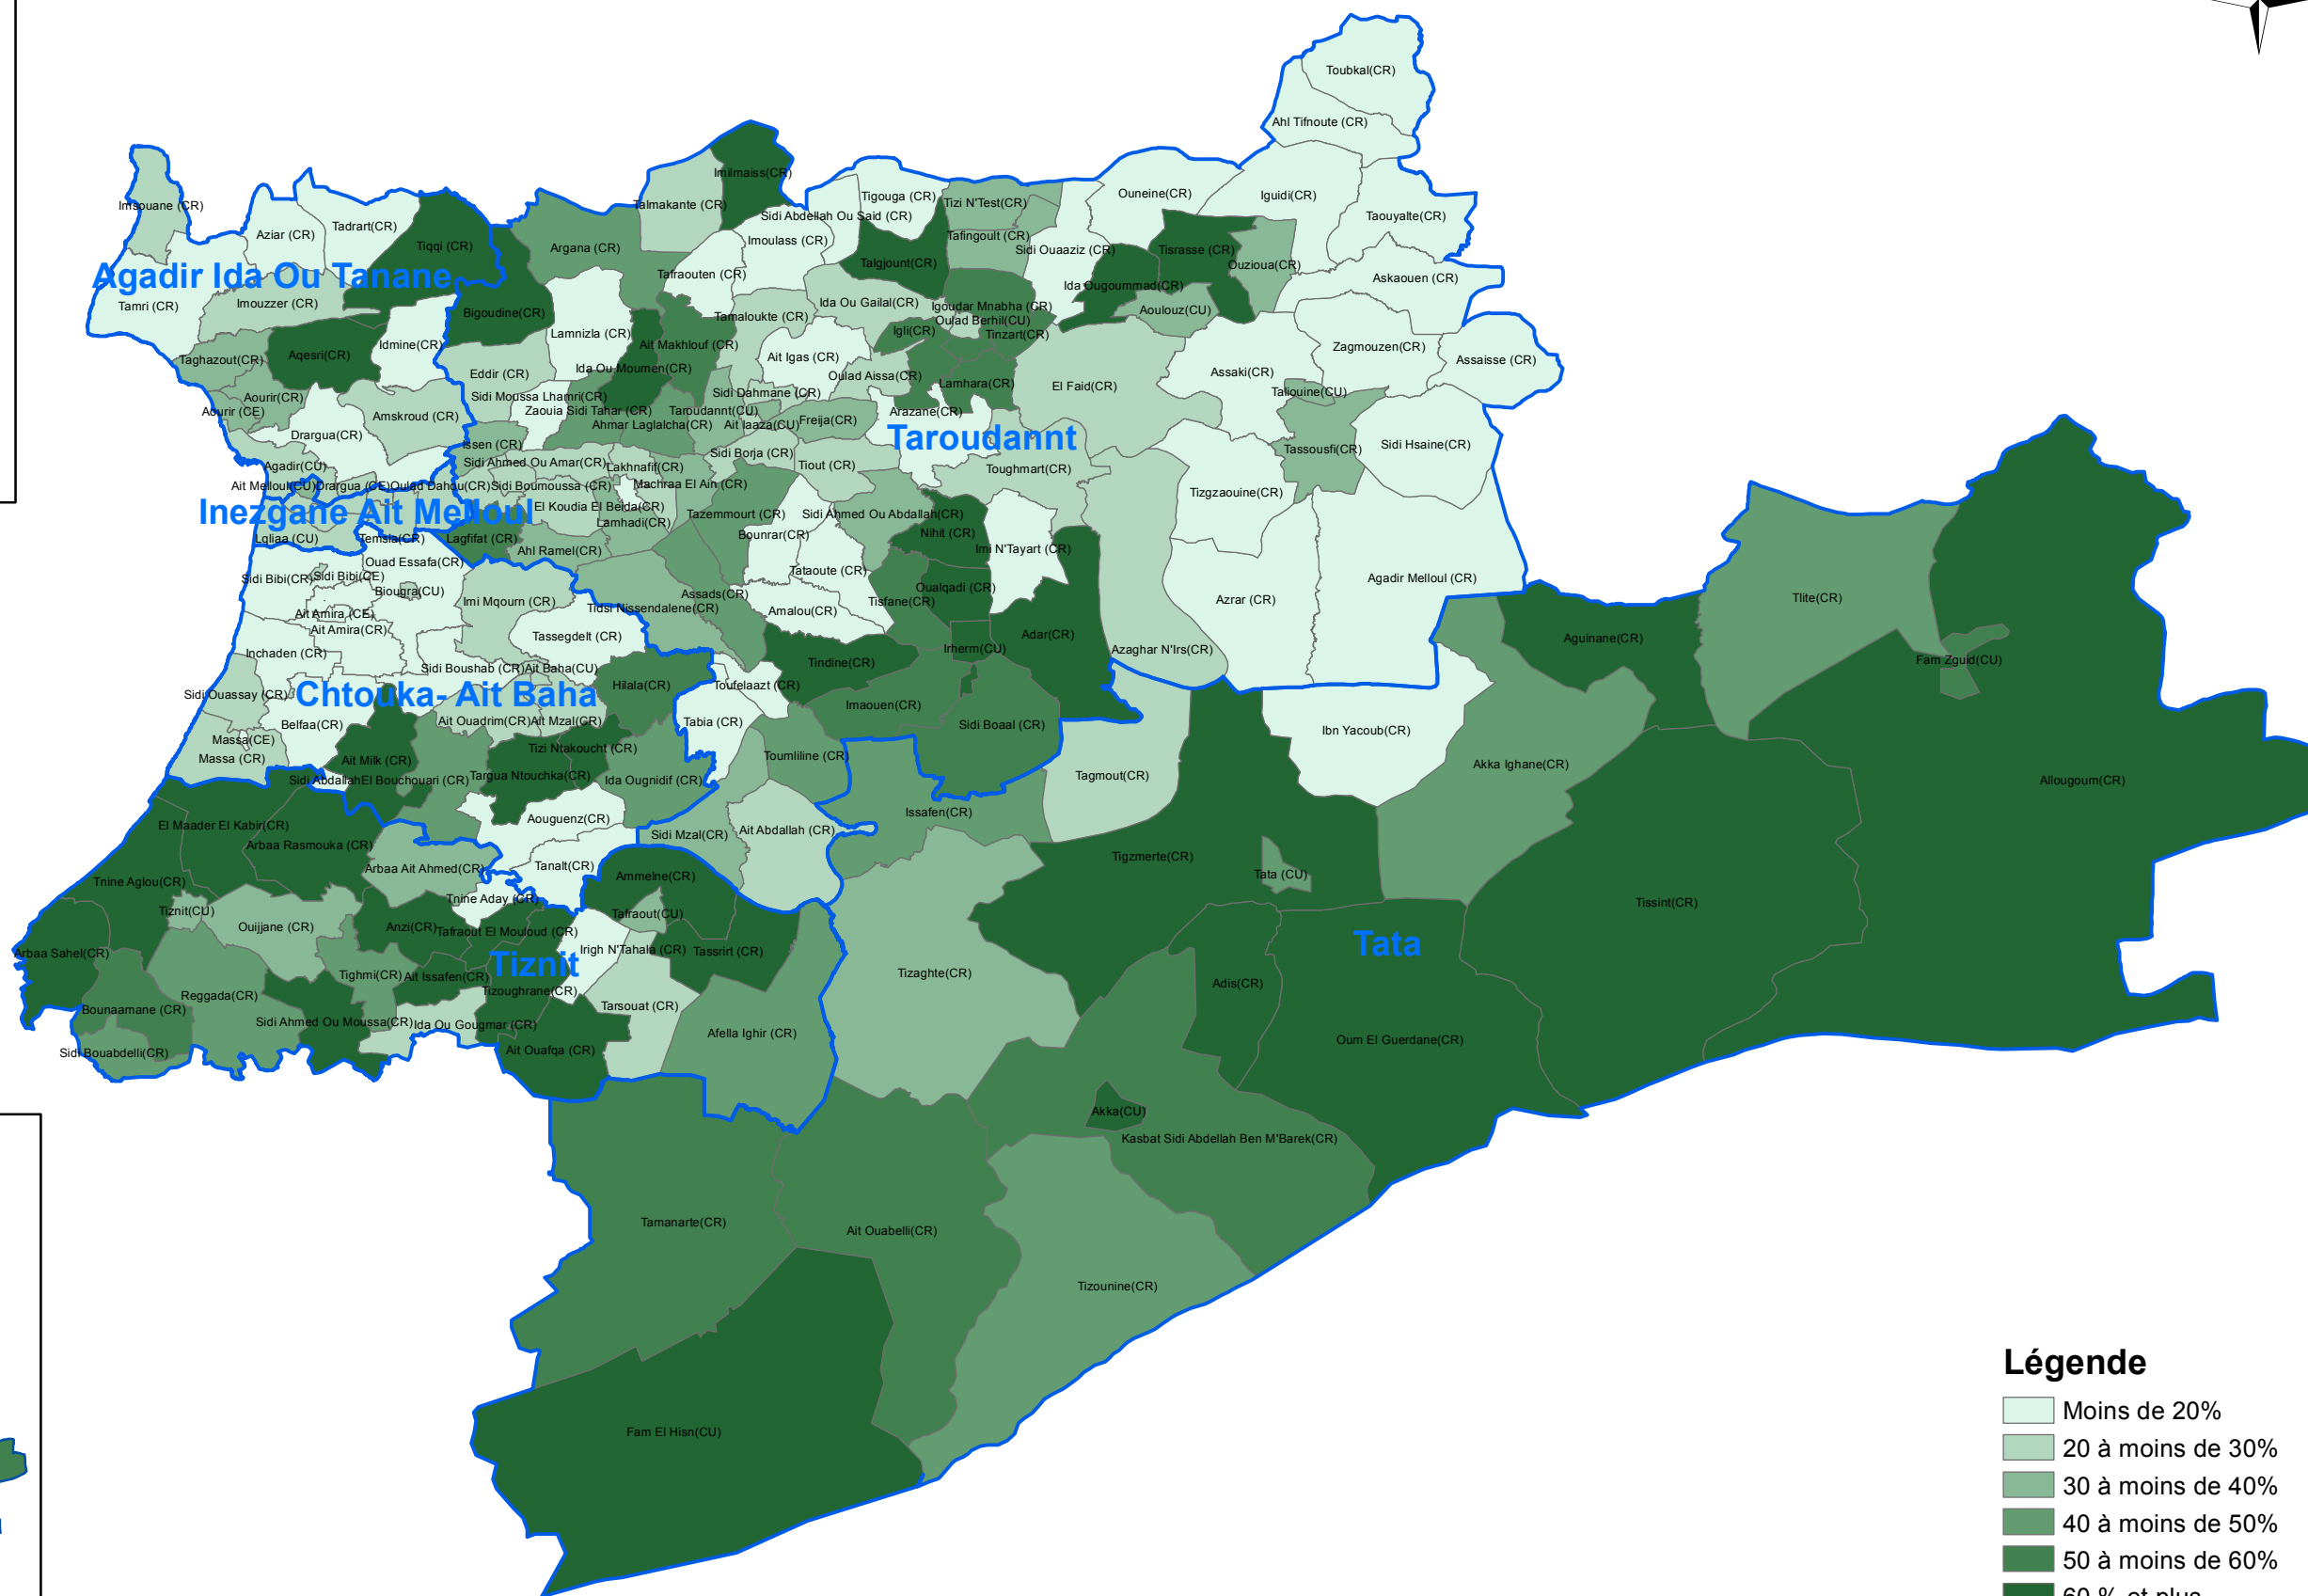 Toubkal(CR)
Ahl Tifnoute (CR)
Imilmaiss(CR)
Imsouane (CR)
Talmakante (CR)
Tigouga (CR)
Tizi N'Test(CR)
Ouneine(CR)
Iguidi(CR)
Taouyalte(CR)
Sidi Abdellah Ou Said (CR)
Aziar (CR)
Tadrart(CR)
Tiqqi (CR)
Argana (CR)
Imoulass (CR)
Tafingoult (CR)
Sidi Ouaaziz (CR)
Tisrasse (CR)
Ouzioua(CR)
Talgjount(CR)
Tafraouten (CR)
Askaouen (CR)
Agadir Ida Ou Tanane
Ida Ougoummad(CR)
Tamri (CR)
Imouzzer (CR)
Bigoudine(CR)
Ida Ou Gailal(CR)
Igoudar Mnabha (CR)
Aoulouz(CU)
Tamaloukte (CR)
Oulad Berhil(CU)
Lamnizla (CR)
Igli(CR)
Tinzart(CR)
Idmine(CR)
Ait Makhlouf (CR)
Zagmouzen(CR)
Taghazout(CR)
Aqesri(CR)
Ait Igas (CR)
Assaisse (CR)
Eddir (CR)
Ida Ou Moumen(CR)
Oulad Aissa(CR)
Lamhara(CR)
El Faid(CR)
Assaki(CR)
Sidi Dahmane (CR)
Taliouine(CU)
Aourir(CR)
Sidi Moussa Lhamri(CR)
Aourir (CE)
Amskroud (CR)
Zaouia Sidi Tahar (CR)
Taroudannt(CU)
Arazane(CR)
Ahmar Laglalcha(CR)
Ait Iaaza(CU)
Freija(CR)
Drargua(CR)
Issen (CR)
Taroudannt
Sidi Hsaine(CR)
Tassousfi(CR)
Sidi Borja (CR)
Agadir(CU)
Sidi Ahmed Ou Amar(CR)
Lakhnafif(CR)
Tiout (CR)
Toughmart(CR)
Ait Melloul(CU)
Drargua (CE)
Oulad Dahou(CR)
Sidi Boumoussa (CR)
Machraa El Ain (CR)
Tizgzaouine(CR)
Inezgane Ait Melloul
El Koudia El Beida(CR)
Tazemmourt (CR)
Sidi Ahmed Ou Abdallah(CR)
Lamhadi(CR)
Lqliaa (CU)
Temsia(CR)
Lagfifat (CR)
Bounrar(CR)
Nihit (CR)
Imi N'Tayart (CR)
Ahl Ramel(CR)
Ouad Essafa(CR)
Tataoute (CR)
Sidi Bibi(CR)
Sidi Bibi(CE)
Agadir Melloul (CR)
Biougra(CU)
Oualqadi (CR)
Assads(CR)
Azrar (CR)
Tlite(CR)
Imi Mqourn (CR)
Tidsi Nissendalene(CR)
Tisfane(CR)
Ait Amira (CE)
Amalou(CR)
Ait Amira(CR)
Tassegdelt (CR)
Adar(CR)
Aguinane(CR)
Inchaden (CR)
Irherm(CU)
Azaghar N'Irs(CR)
Tindine(CR)
Fam Zguid(CU)
Sidi Boushab (CR)
Ait Baha(CU)
Hilala(CR)
Toufelaazt (CR)
Sidi Ouassay (CR)
Chtouka- Ait Baha
Imaouen(CR)
Belfaa(CR)
Ait Ouadrim(CR)
Ait Mzal(CR)
Tabia (CR)
Sidi Boaal (CR)
Ibn Yacoub(CR)
Massa(CE)
Tizi Ntakoucht (CR)
Massa (CR)
Ait Milk (CR)
Toumliline (CR)
Akka Ighane(CR)
Sidi AbdallahEl Bouchouari (CR)
Targua Ntouchka(CR)
Ida Ougnidif (CR)
Tagmout(CR)
Allougoum(CR)
Issafen(CR)
El Maader El Kabir(CR)
Aouguenz(CR)
Sidi Mzal(CR)
Ait Abdallah (CR)
Arbaa Rasmouka (CR)
Tigzmerte(CR)
Arbaa Ait Ahmed(CR)
Tanalt(CR)
Ammelne(CR)
Tata (CU)
Tnine Aglou(CR)
Tnine Aday (CR)
Tissint(CR)
Tiznit(CU)
Tafraout(CU)
Ouijjane (CR)
Anzi(CR)
Tafraout El Mouloud (CR)
Tata
Arbaa Sahel(CR)
Irigh N'Tahala (CR)
Tassrirt (CR)
Tiznit
Tighmi(CR)
Ait Issafen(CR)
Tizaghte(CR)
Adis(CR)
Reggada(CR)
Tizoughrane(CR)
Bounaamane (CR)
Tarsouat (CR)
Sidi Ahmed Ou Moussa(CR)
Ida Ou Gougmar (CR)
Afella Ighir (CR)
Oum El Guerdane(CR)
Sidi Bouabdelli(CR)
Ait Ouafqa (CR)
Akka(CU)
Kasbat Sidi Abdellah Ben M'Barek(CR)
Tamanarte(CR)
Ait Ouabelli(CR)
Tizounine(CR)
Fam El Hisn(CU)
Légende
Moins de 20%
20 à moins de 30%
30 à moins de 40%
40 à moins de 50%
50 à moins de 60%
60 % et plus